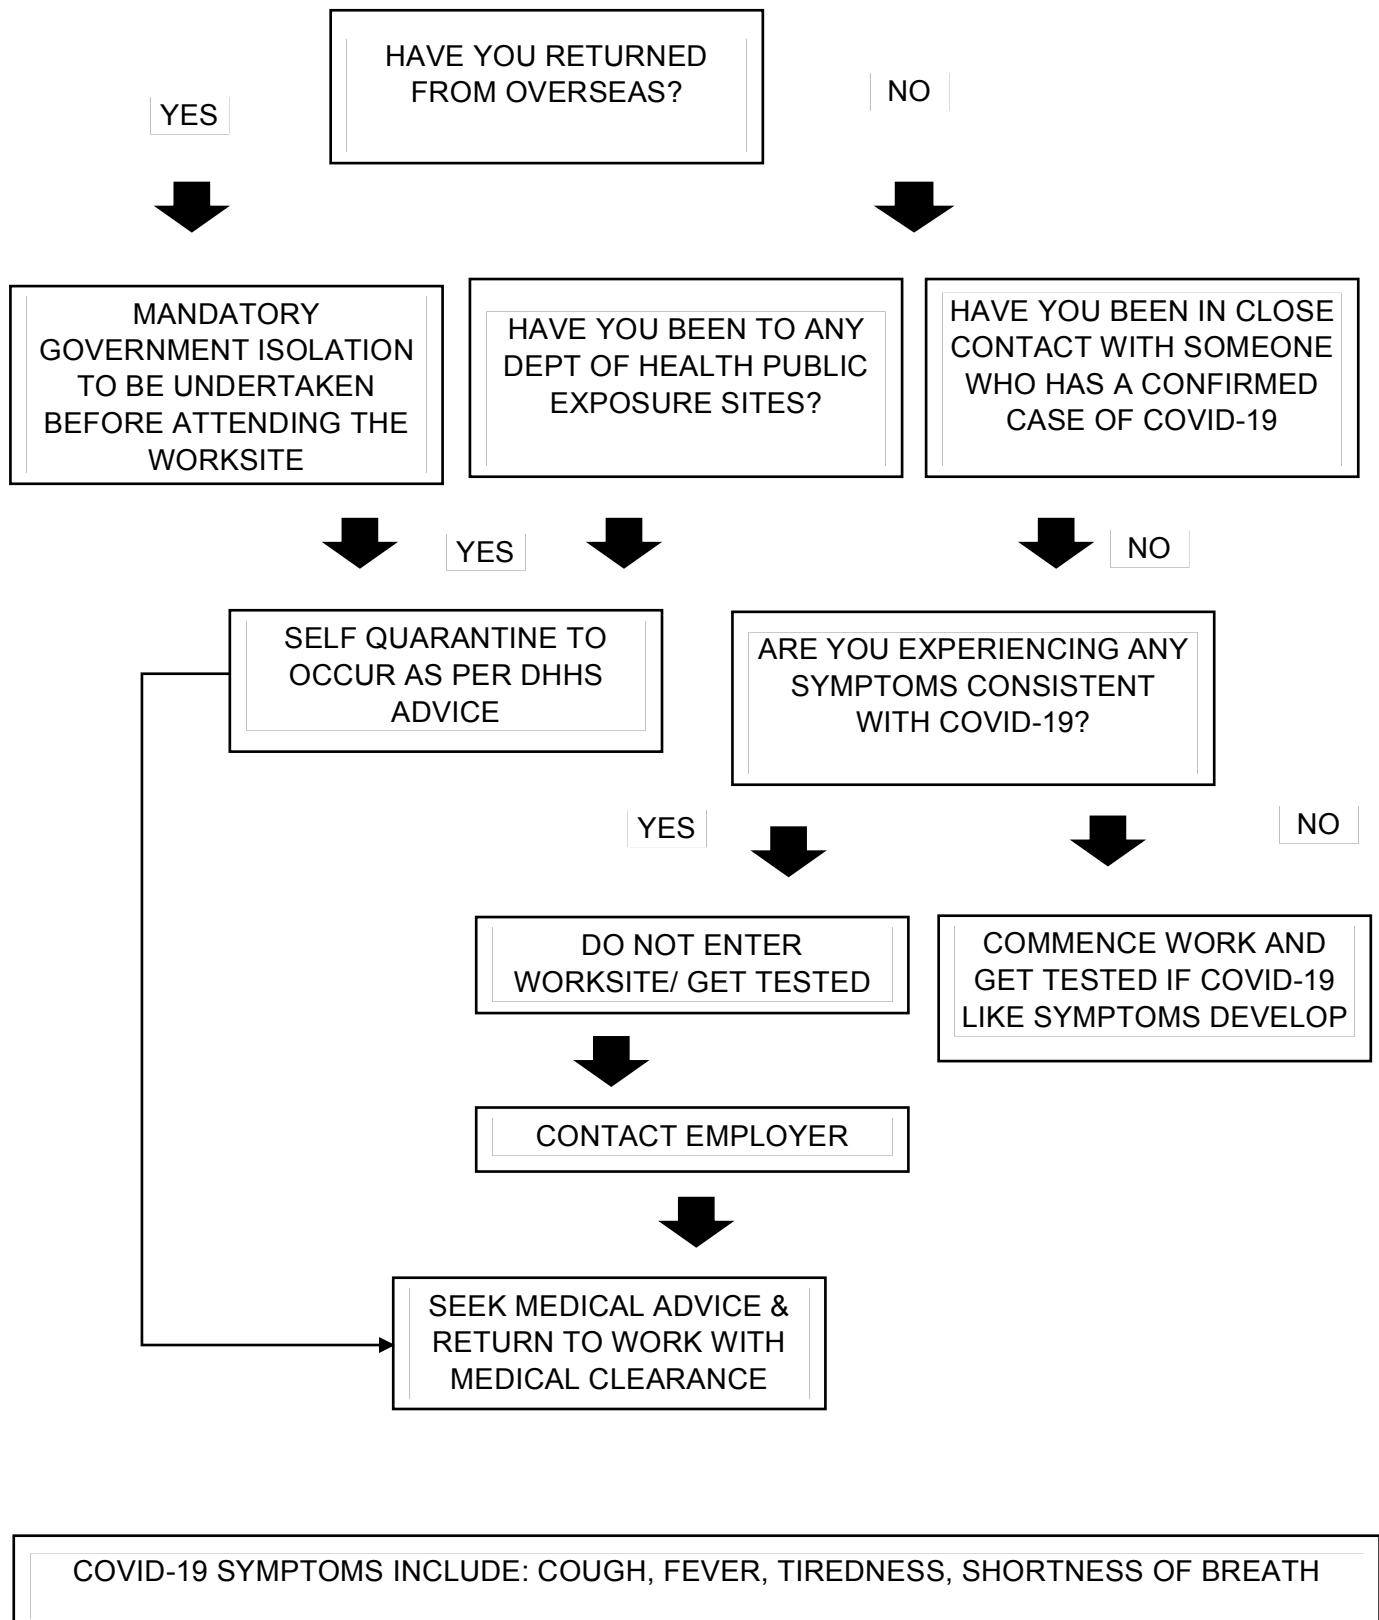 HAVE YOU RETURNED
FROM OVERSEAS?
YES
NO
MANDATORY
GOVERNMENT ISOLATION
TO BE UNDERTAKEN
BEFORE ATTENDING THE
WORKSITE
HAVE YOU BEEN TO ANY
DEPT OF HEALTH PUBLIC
EXPOSURE SITES?
HAVE YOU BEEN IN CLOSE
CONTACT WITH SOMEONE
WHO HAS A CONFIRMED
CASE OF COVID-19
YES
NO
SELF QUARANTINE TO
OCCUR AS PER DHHS
ADVICE
ARE YOU EXPERIENCING ANY
SYMPTOMS CONSISTENT
WITH COVID-19?
YES
NO
DO NOT ENTER
WORKSITE/ GET TESTED
COMMENCE WORK AND
GET TESTED IF COVID-19
LIKE SYMPTOMS DEVELOP
CONTACT EMPLOYER
SEEK MEDICAL ADVICE &
RETURN TO WORK WITH
MEDICAL CLEARANCE
COVID-19 SYMPTOMS INCLUDE: COUGH, FEVER, TIREDNESS, SHORTNESS OF BREATH